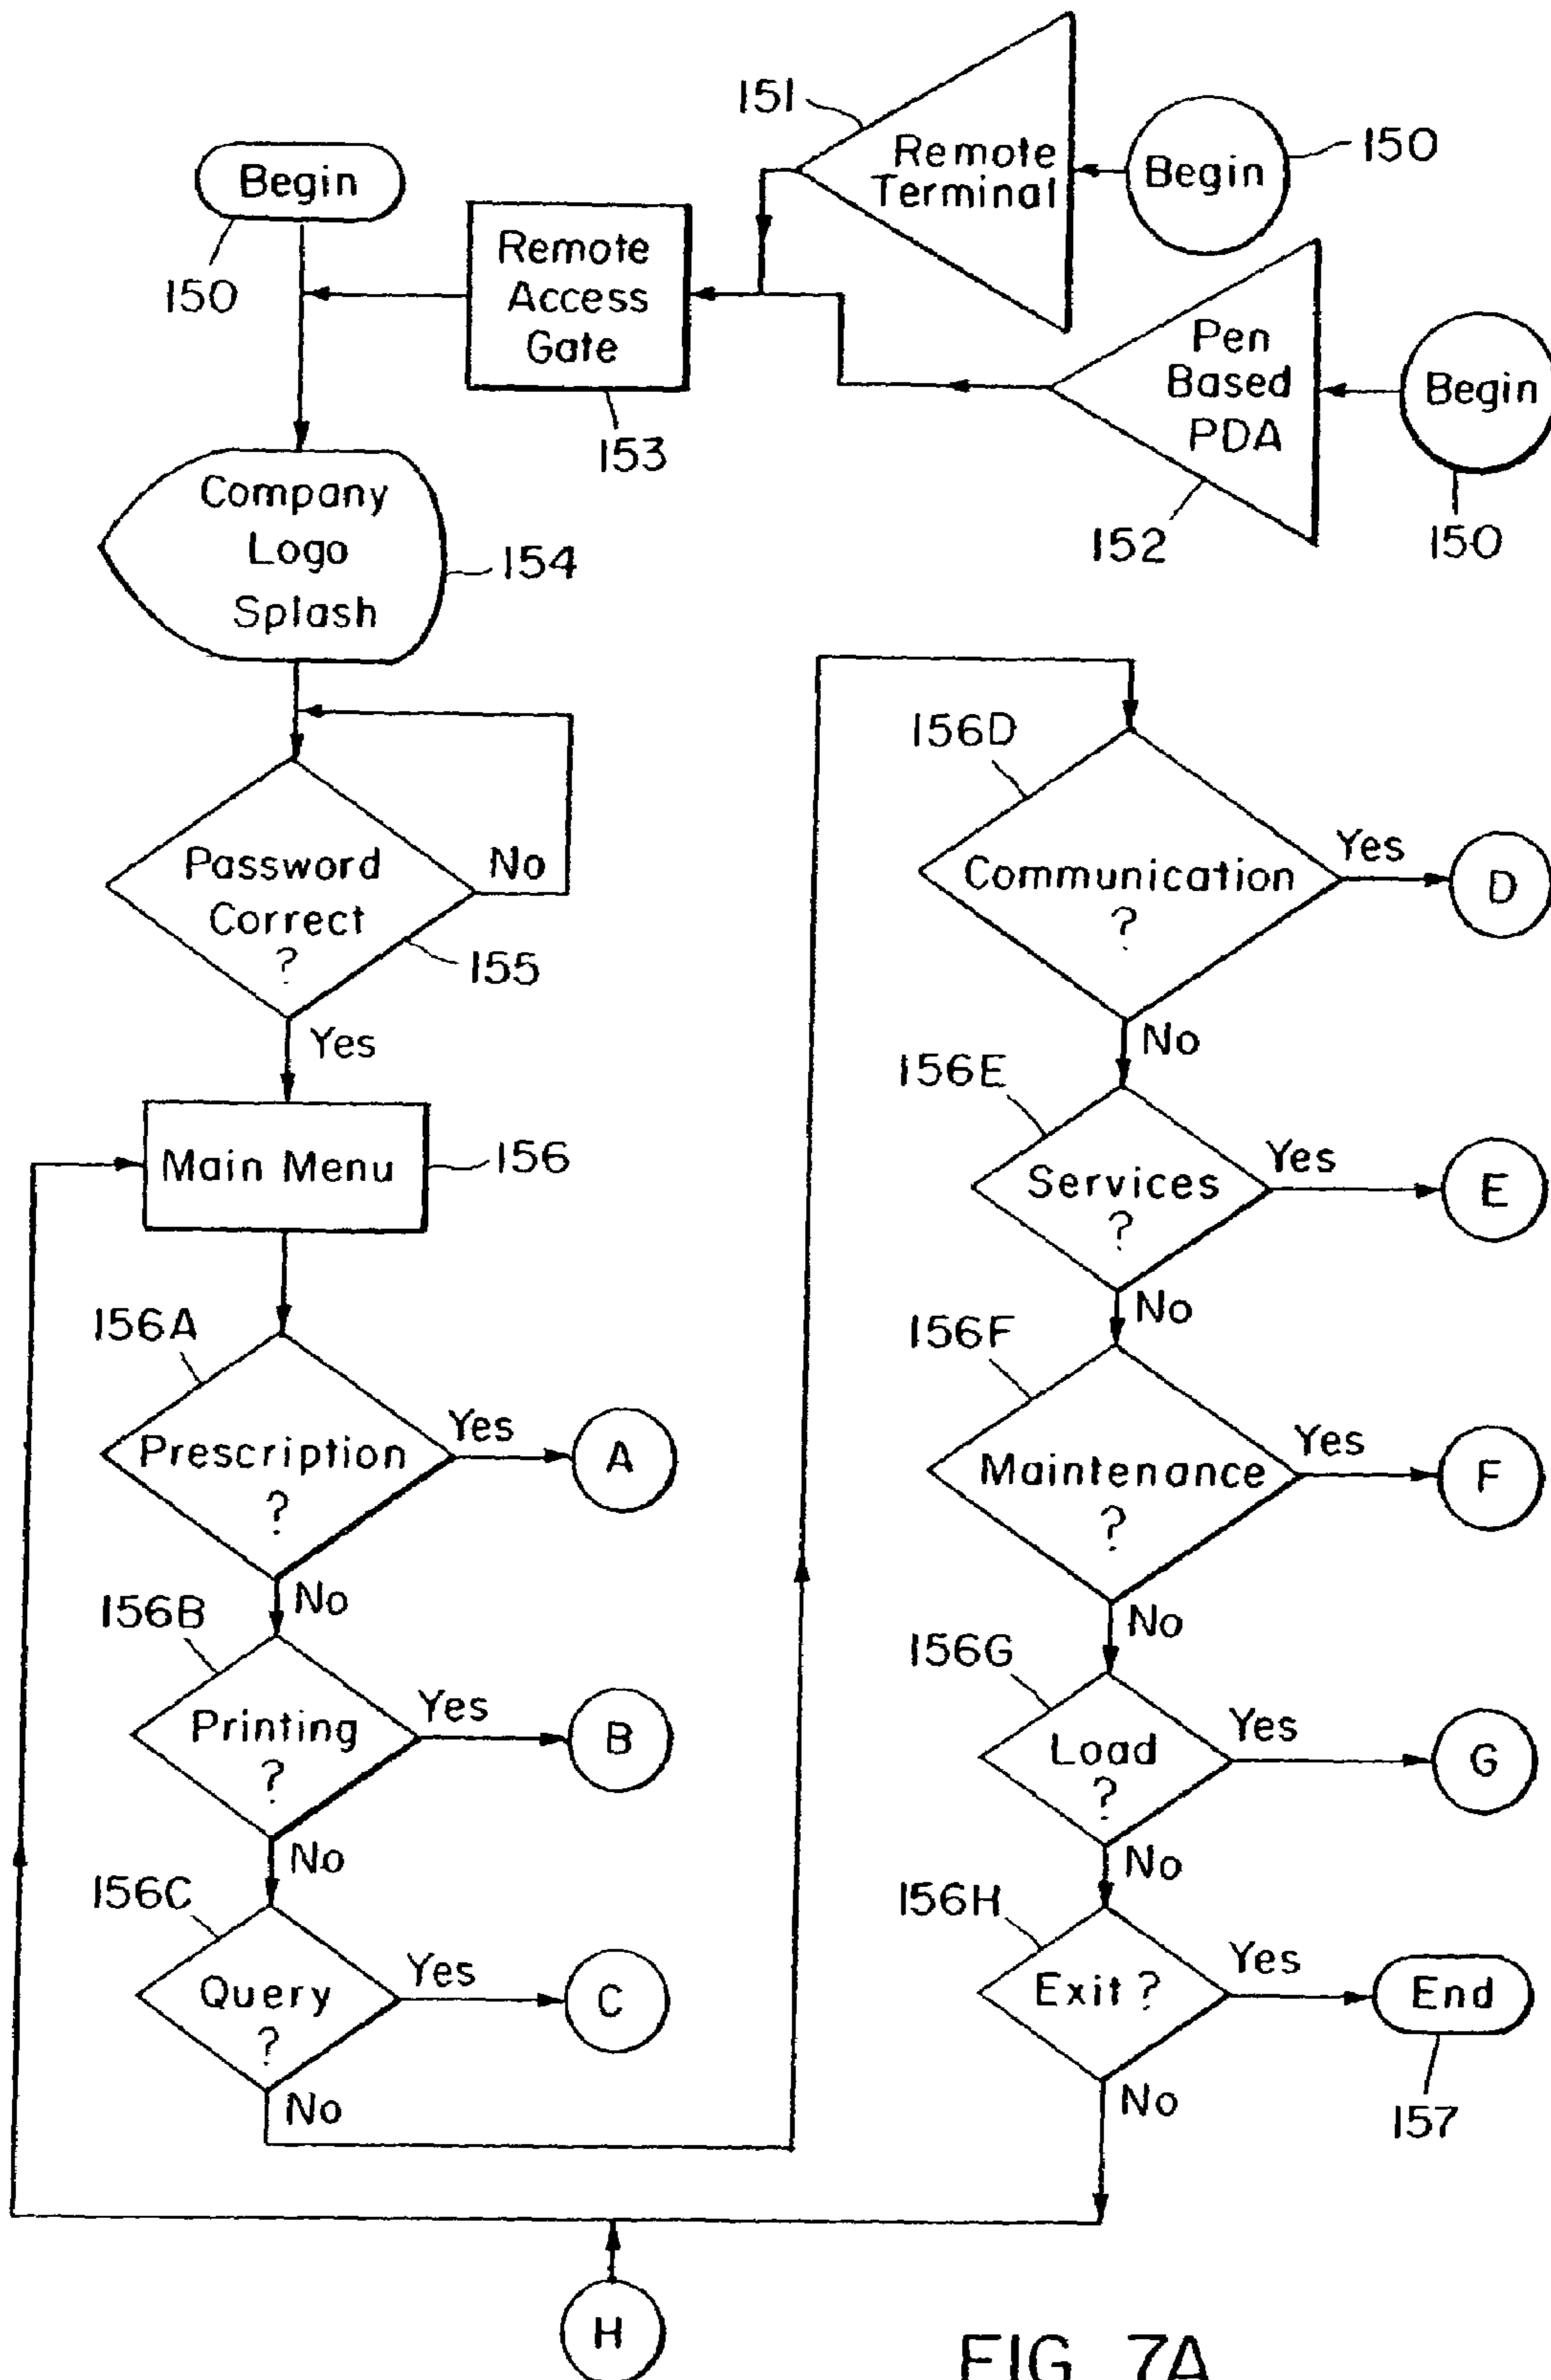 151
Remote
Terminal
Begin
150
Begin
150
Remote
Access
Gate
153
Pen
Based
PDA
152
Begin
150
Company
Logo
Splash
154
Password
Correct
?
No
155
Yes
Main Menu
156
156A
Prescription
?
Yes
A
No
156B
Printing
?
Yes
B
No
156C
Query
?
Yes
C
No
156D
Communication
?
Yes
D
No
156E
Services
?
Yes
E
No
156F
Maintenance
?
Yes
F
No
156G
Load
?
Yes
G
No
156H
Exit ?
Yes
End
157
No
H
FIG. 7A